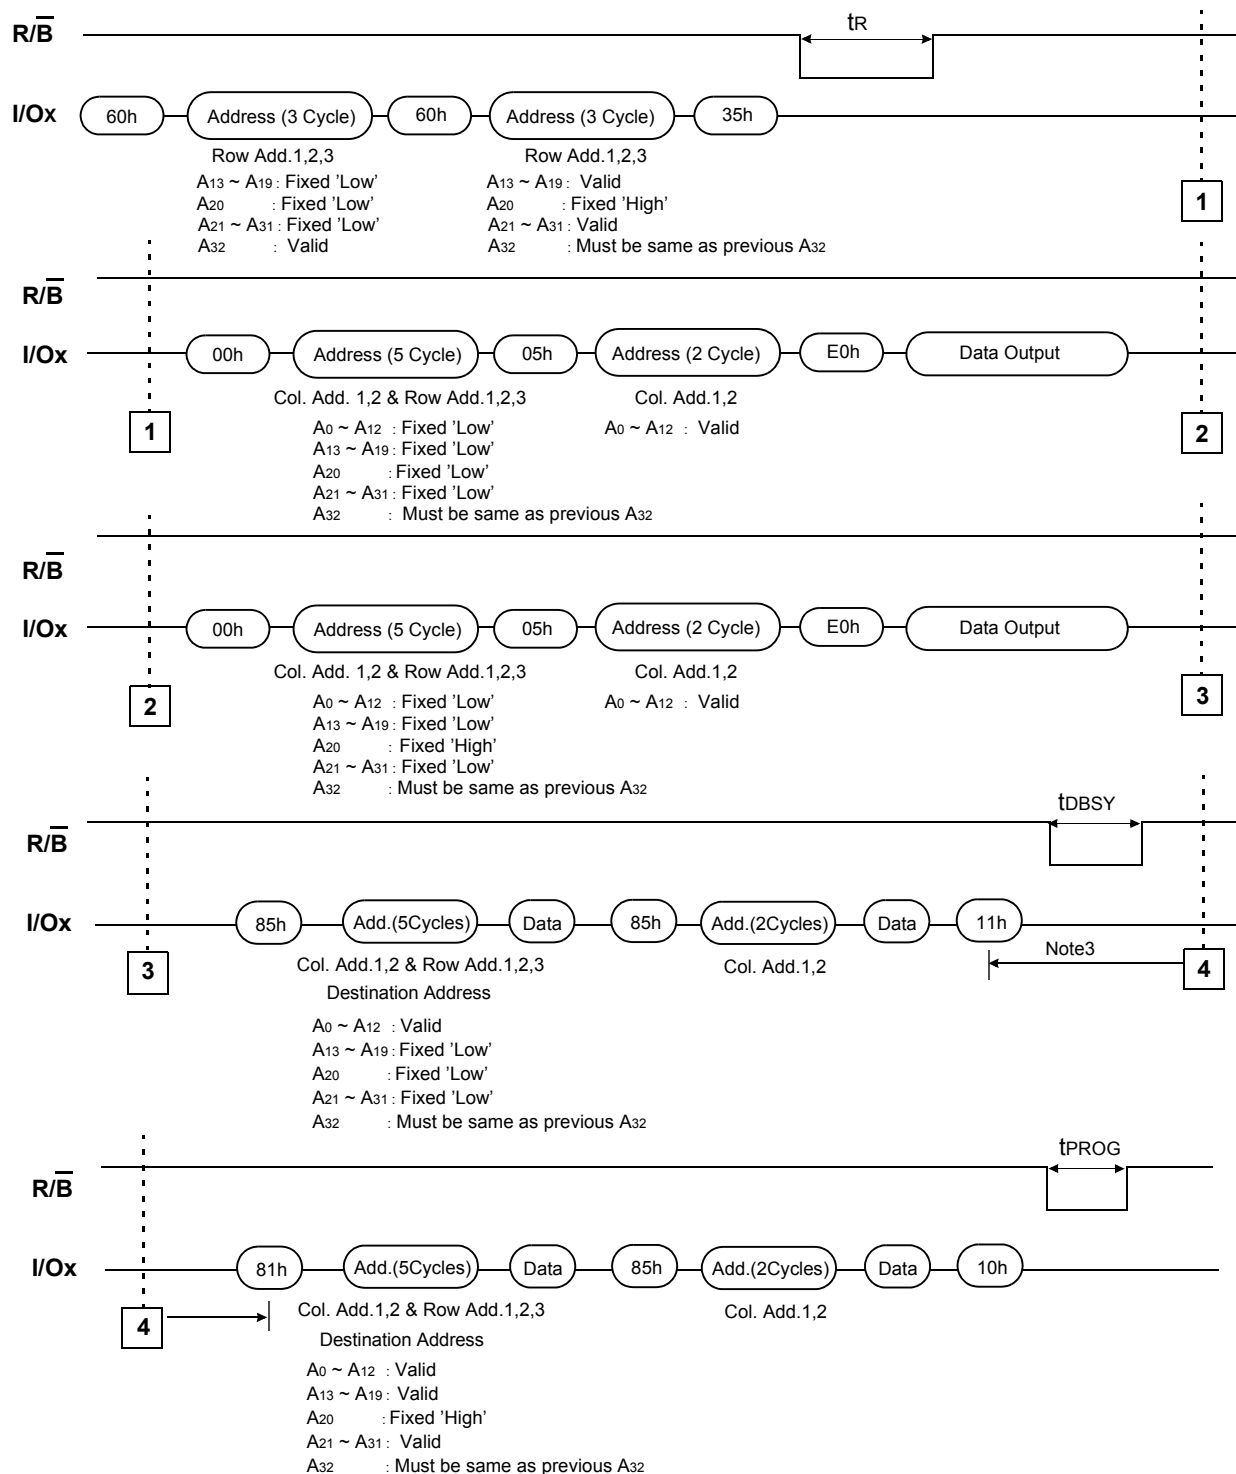 R/B tR
I/Ox 60h Address (3 Cycle) 60h Address (3 Cycle) 35h
Row Add.1,2,3 Row Add.1,2,3
A13 ~ A19 : Fixed 'Low' A13 ~ A19 : Valid
A20 : Fixed 'Low' A20 : Fixed 'High'
A21 ~ A31 : Fixed 'Low' A21 ~ A31 : Valid
A32 : Valid A32 : Must be same as previous A32
1
R/B
I/Ox 00h Address (5 Cycle) 05h Address (2 Cycle) E0h Data Output
Col. Add. 1,2 & Row Add.1,2,3 Col. Add.1,2
A0 ~ A12 : Fixed 'Low' A0 ~ A12 : Valid
A13 ~ A19 : Fixed 'Low'
A20 : Fixed 'Low'
A21 ~ A31 : Fixed 'Low'
A32 : Must be same as previous A32
1 2
R/B
I/Ox 00h Address (5 Cycle) 05h Address (2 Cycle) E0h Data Output
Col. Add. 1,2 & Row Add.1,2,3 Col. Add.1,2
A0 ~ A12 : Fixed 'Low' A0 ~ A12 : Valid
A13 ~ A19 : Fixed 'Low'
A20 : Fixed 'High'
A21 ~ A31 : Fixed 'Low'
A32 : Must be same as previous A32
2 3
R/B tDBSY
I/Ox 85h Add.(5Cycles) Data 85h Add.(2Cycles) Data 11h
Note3
3 4
Col. Add.1,2 & Row Add.1,2,3 Col. Add.1,2
Destination Address
A0 ~ A12 : Valid
A13 ~ A19 : Fixed 'Low'
A20 : Fixed 'Low'
A21 ~ A31 : Fixed 'Low'
A32 : Must be same as previous A32
R/B tPROG
I/Ox 81h Add.(5Cycles) Data 85h Add.(2Cycles) Data 10h
4
Col. Add.1,2 & Row Add.1,2,3 Col. Add.1,2
Destination Address
A0 ~ A12 : Valid
A13 ~ A19 : Valid
A20 : Fixed 'High'
A21 ~ A31 : Valid
A32 : Must be same as previous A32